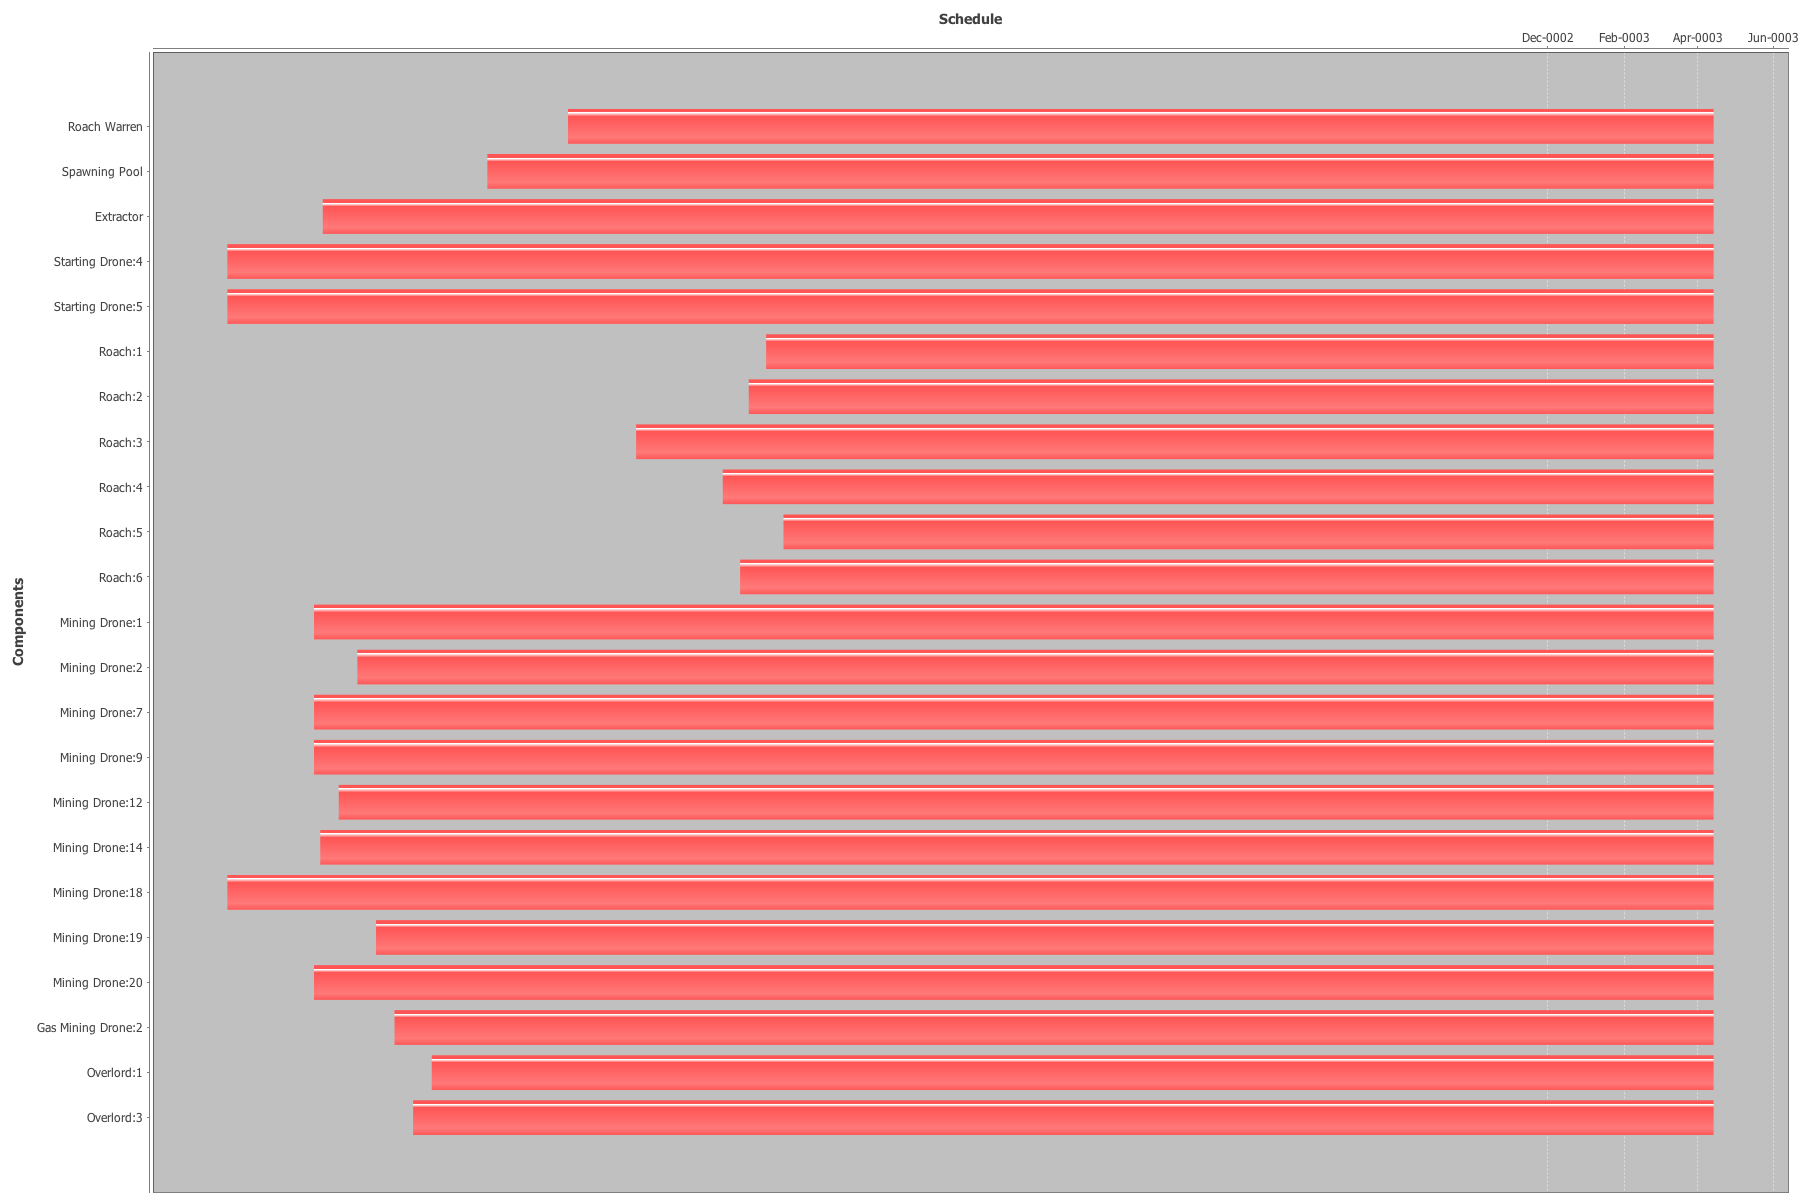 Schedule
Dec-0002 Feb-0003 Apr-0003 Jun-0003
Components
Roach Warren
Spawning Pool
Extractor
Starting Drone:4
Starting Drone:5
Roach:1
Roach:2
Roach:3
Roach:4
Roach:5
Roach:6
Mining Drone:1
Mining Drone:2
Mining Drone:7
Mining Drone:9
Mining Drone:12
Mining Drone:14
Mining Drone:18
Mining Drone:19
Mining Drone:20
Gas Mining Drone:2
Overlord:1
Overlord:3